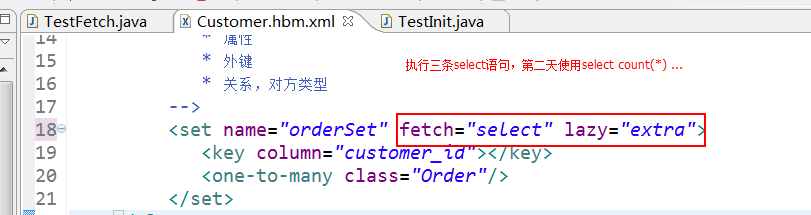 TestFetch.java Customer.hbm.xml TestInit.java
14
15 * 属性
* 外键 执行三条select语句，第二天使用select count(*) ...
16 * 关系，对方类型
17 -->
18 <set name="orderSet" fetch="select" lazy="extra">
19 <key column="customer_id"></key>
20 <one-to-many class="Order"/>
21 </set>